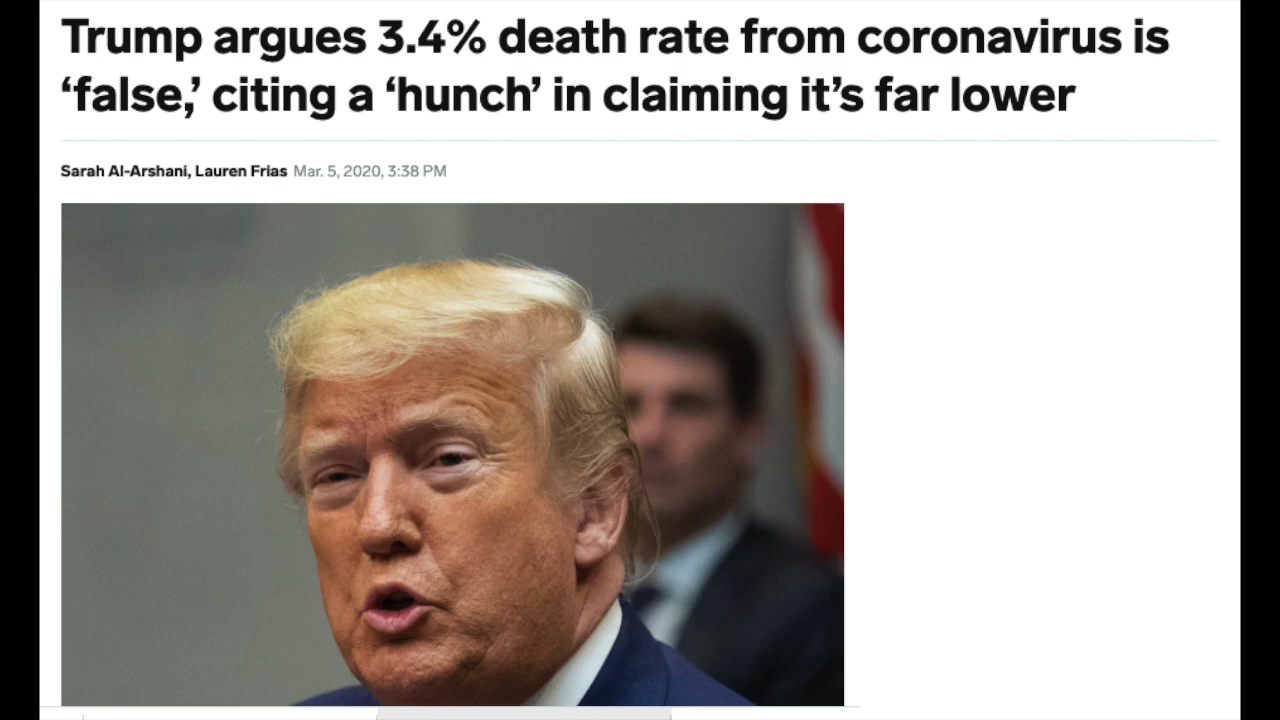 Trump argues 3.4% death rate from coronavirus is
‘false,’ citing a ‘hunch’ in claiming it’s far lower
Sarah Al-Arshani, Lauren Frias Mar. 5, 2020, 3:38 PM